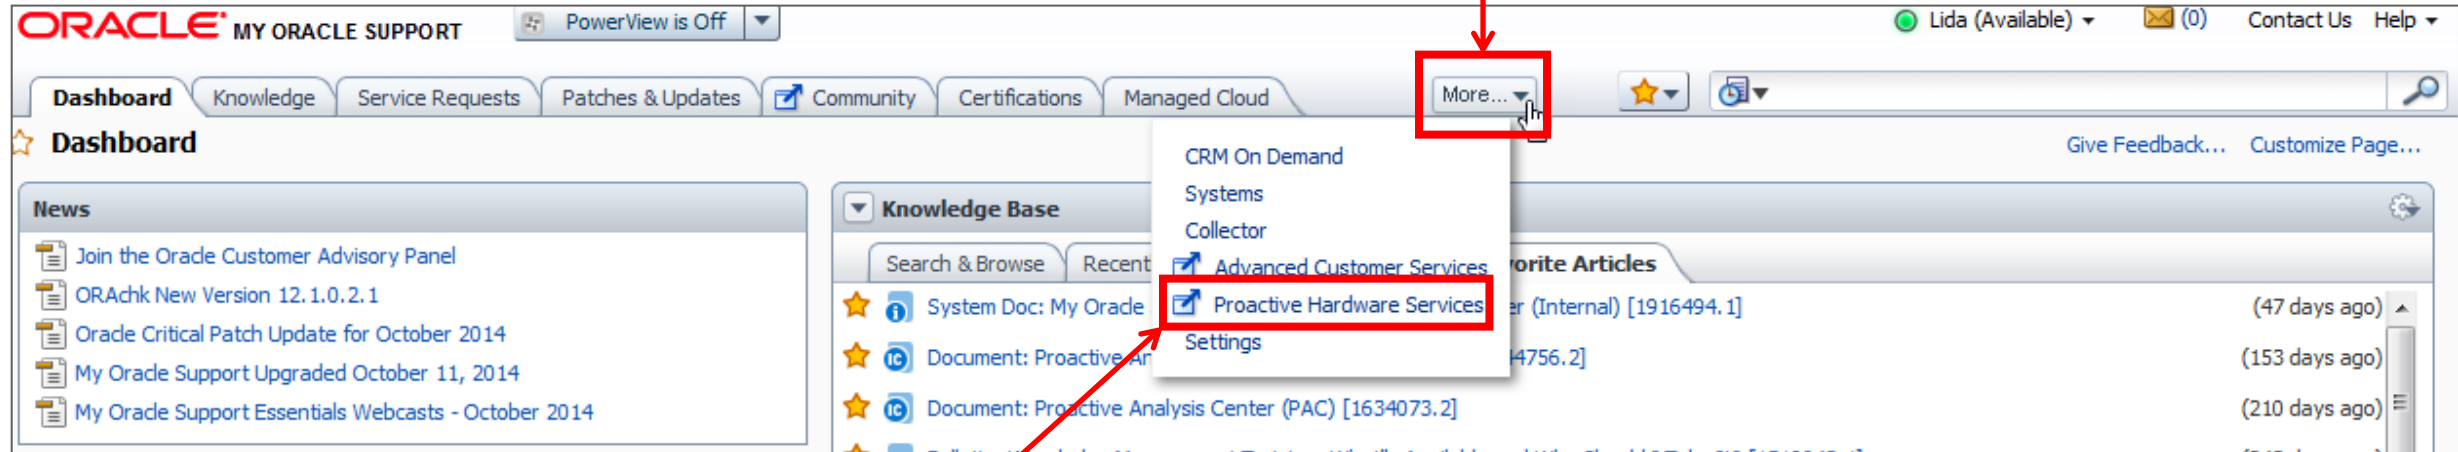 ORACLE MY ORACLE SUPPORT PowerView is Off Lida (Available) (0) Contact Us Help
Dashboard Knowledge Service Requests Patches & Updates Community Certifications Managed Cloud More...
Dashboard Give Feedback... Customize Page...
CRM On Demand
Systems
Collector
Advanced Customer Services
Proactive Hardware Services
Settings
News
Join the Oracle Customer Advisory Panel
ORAchk New Version 12.1.0.2.1
Oracle Critical Patch Update for October 2014
My Oracle Support Upgraded October 11, 2014
My Oracle Support Essentials Webcasts - October 2014
Knowledge Base
Search & Browse Recent orite Articles
System Doc: My Oracle er (Internal) [1916494.1] (47 days ago)
Document: Proactive An 4756.2] (153 days ago)
Document: Proactive Analysis Center (PAC) [1634073.2] (210 days ago)